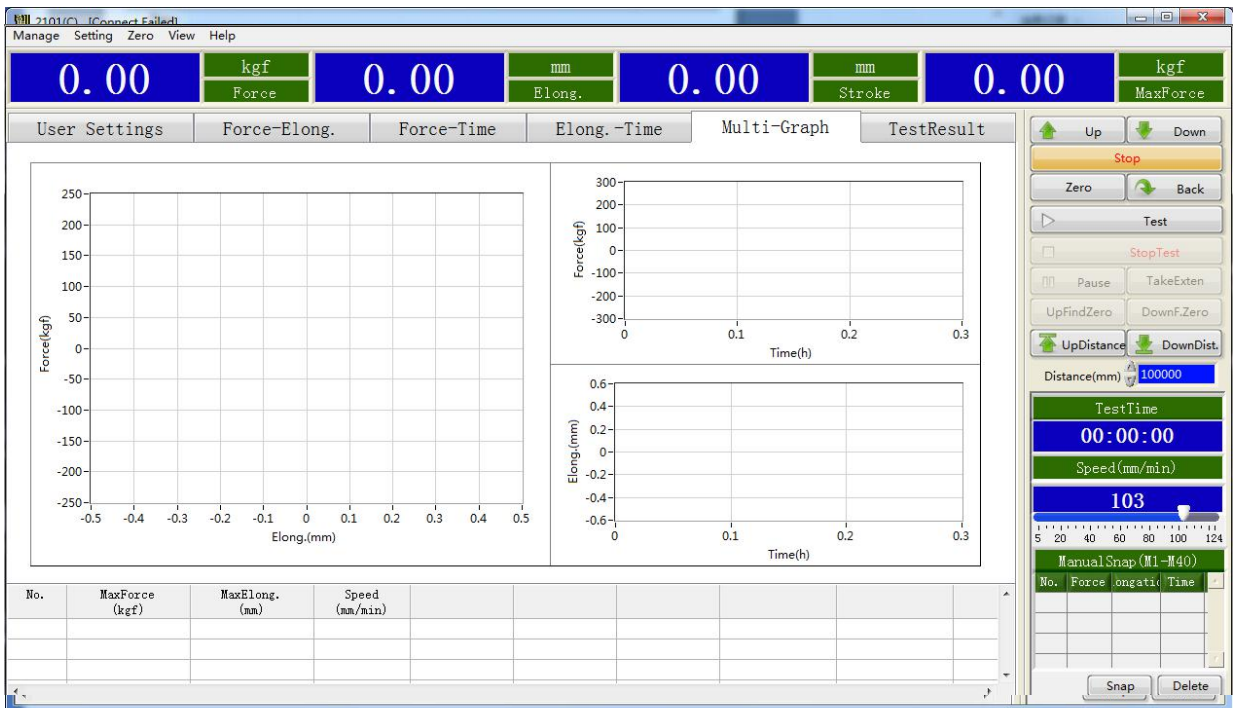 2101(C) [Connect Failed]
Manage Setting Zero View Help
0.00 kgf Force 0.00 mm Elong. 0.00 mm Stroke 0.00 kgf MaxForce
User Settings Force-Elong. Force-Time Elong.-Time Multi-Graph TestResult
250
200
150
100
50
0
-50
-100
-150
-200
-250
Force(kgf)
-0.5 -0.4 -0.3 -0.2 -0.1 0 0.1 0.2 0.3 0.4 0.5
Elong.(mm)
300
200
100
0
-100
-200
-300
Force(kgf)
0 0.1 0.2 0.3
Time(h)
0.6
0.4
0.2
0
-0.2
-0.4
-0.6
Elong.(mm)
0 0.1 0.2 0.3
Time(h)
No. MaxForce (kgf) MaxElong. (mm) Speed (mm/min)
Up Down
Stop
Zero Back
Test
StopTest
Pause TakeExten
UpFindZero DownF.Zero
UpDistance DownDist.
Distance(mm) 100000
TestTime
00:00:00
Speed(mm/min)
103
5 20 40 60 80 100 124
ManualSnap(M1-M40)
No. Force ongati Time
Snap Delete